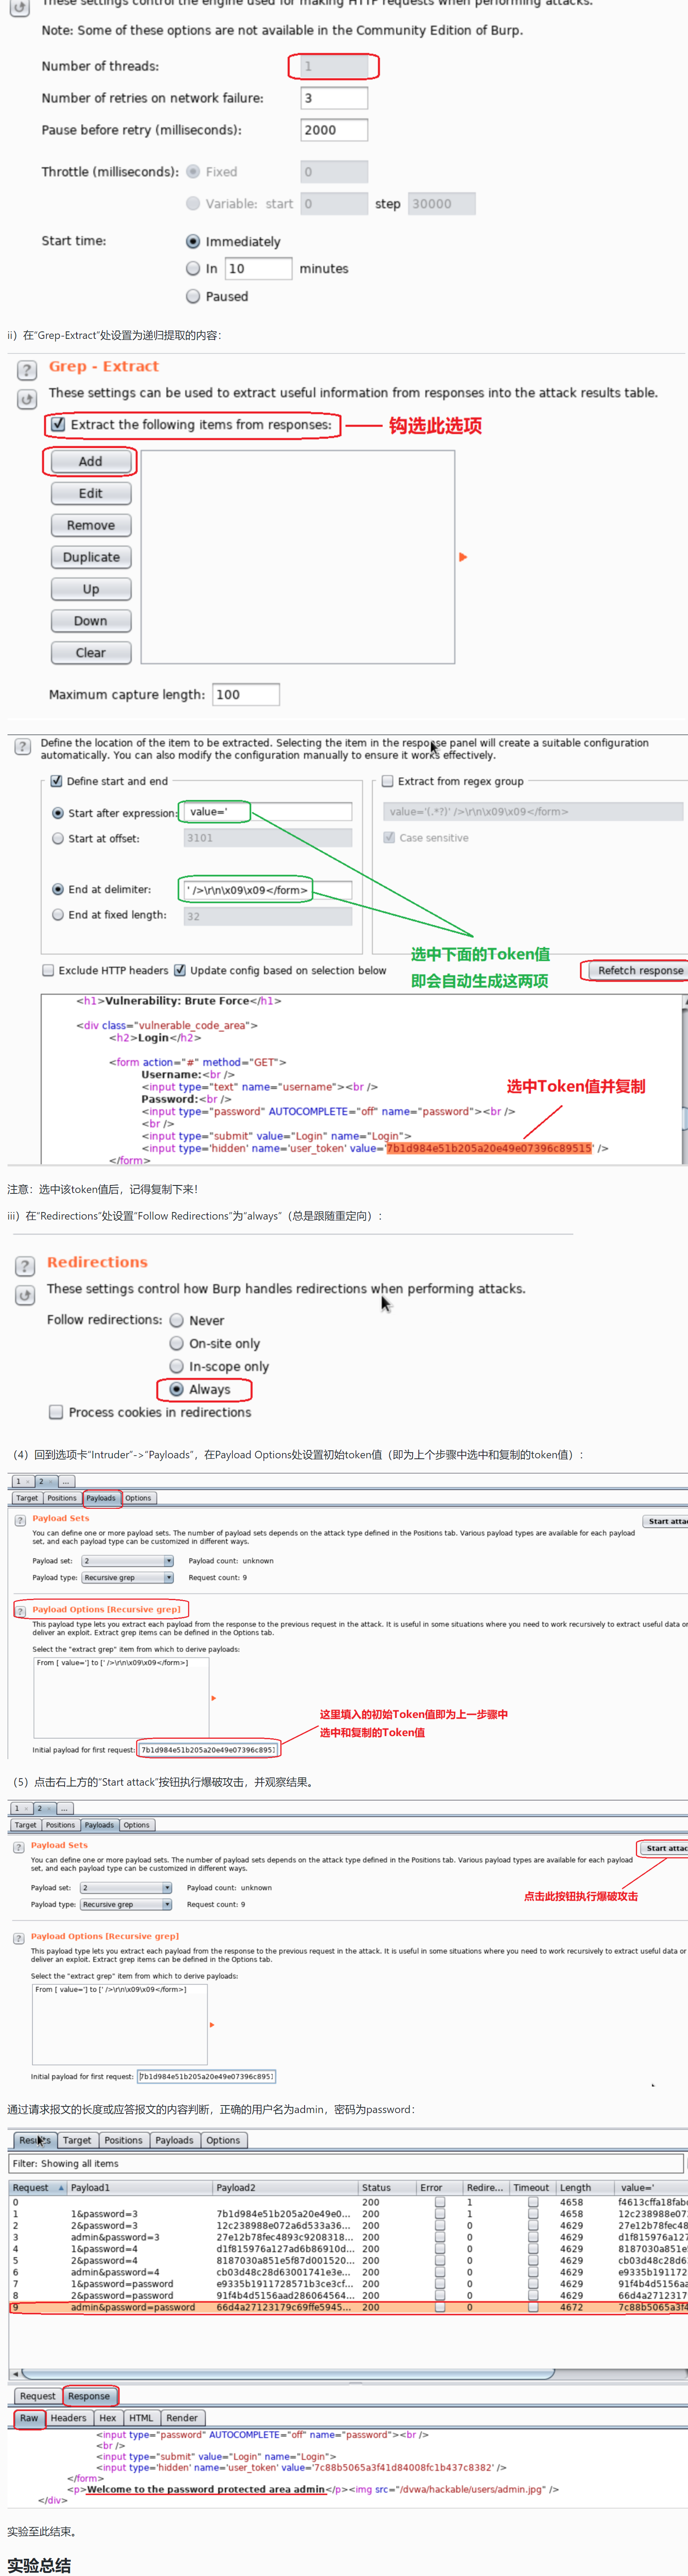 These settings control the engine used for making HTTP requests when performing attacks.
Note: Some of these options are not available in the Community Edition of Burp.
Number of threads: 1
Number of retries on network failure: 3
Pause before retry (milliseconds): 2000
Throttle (milliseconds): Fixed 0
Variable: start 0 step 30000
Start time: Immediately
In 10 minutes
Paused
ii）在“Grep-Extract”处设置为递归提取的内容：
Grep - Extract
These settings can be used to extract useful information from responses into the attack results table.
Extract the following items from responses: 钩选此选项
Add
Edit
Remove
Duplicate
Up
Down
Clear
Maximum capture length: 100
Define the location of the item to be extracted. Selecting the item in the response panel will create a suitable configuration
automatically. You can also modify the configuration manually to ensure it works effectively.
Define start and end
Extract from regex group
Start after expression: value='
value='(.*?)' />\r\n\x09\x09</form>
Start at offset: 3101
Case sensitive
End at delimiter: ' />\r\n\x09\x09</form>
End at fixed length: 32
选中下面的Token值
即会自动生成这两项
Exclude HTTP headers
Update config based on selection below
Refetch response
<h1>Vulnerability: Brute Force</h1>
<div class="vulnerable_code_area">
<h2>Login</h2>
<form action="#" method="GET">
Username:<br />
<input type="text" name="username"><br />
选中Token值并复制
Password:<br />
<input type="password" AUTOCOMPLETE="off" name="password"><br />
<br />
<input type="submit" value="Login" name="Login">
<input type='hidden' name='user_token' value='7b1d984e51b205a20e49e07396c89515' />
</form>
注意：选中该token值后，记得复制下来！
iii）在“Redirections”处设置“Follow Redirections”为“always”（总是跟随重定向）：
Redirections
These settings control how Burp handles redirections when performing attacks.
Follow redirections: Never
On-site only
In-scope only
Always
Process cookies in redirections
（4）回到选项卡“Intruder”->“Payloads”，在Payload Options处设置初始token值（即为上个步骤中选中和复制的token值）：
1 × 2 × ...
Target Positions Payloads Options
Payload Sets
Start attac
You can define one or more payload sets. The number of payload sets depends on the attack type defined in the Positions tab. Various payload types are available for each payload
set, and each payload type can be customized in different ways.
Payload set: 2 Payload count: unknown
Payload type: Recursive grep Request count: 9
Payload Options [Recursive grep]
This payload type lets you extract each payload from the response to the previous request in the attack. It is useful in some situations where you need to work recursively to extract useful data or
deliver an exploit. Extract grep items can be defined in the Options tab.
Select the "extract grep" item from which to derive payloads:
From [ value='] to [' />\r\n\x09\x09</form>]
这里填入的初始Token值即为上一步骤中
选中和复制的Token值
Initial payload for first request: 7b1d984e51b205a20e49e07396c8951
（5）点击右上方的“Start attack”按钮执行爆破攻击，并观察结果。
1 × 2 × ...
Target Positions Payloads Options
Payload Sets
Start attac
You can define one or more payload sets. The number of payload sets depends on the attack type defined in the Positions tab. Various payload types are available for each payload
set, and each payload type can be customized in different ways.
Payload set: 2 Payload count: unknown
点击此按钮执行爆破攻击
Payload type: Recursive grep Request count: 9
Payload Options [Recursive grep]
This payload type lets you extract each payload from the response to the previous request in the attack. It is useful in some situations where you need to work recursively to extract useful data or
deliver an exploit. Extract grep items can be defined in the Options tab.
Select the "extract grep" item from which to derive payloads:
From [ value='] to [' />\r\n\x09\x09</form>]
Initial payload for first request: 7b1d984e51b205a20e49e07396c8951
通过请求报文的长度或应答报文的内容判断，正确的用户名为admin，密码为password：
Results Target Positions Payloads Options
Filter: Showing all items
Request Payload1 Payload2 Status Error Redire... Timeout Length value='
0 200 1 4658 f4613cffa18fab
1 1&password=3 7b1d984e51b205a20e49e0... 200 1 4658 12c238988e07
2 2&password=3 12c238988e072a6d533a36... 200 0 4629 27e12b78fec48
3 admin&password=3 27e12b78fec4893c9208318... 200 0 4629 d1f815976a127
4 1&password=4 d1f815976a127ad6b86910d... 200 0 4629 8187030a851e
5 2&password=4 8187030a851e5f87d001520... 200 0 4629 cb03d48c28d6
6 admin&password=4 cb03d48c28d63001741e3e... 200 0 4629 e9335b191172
7 1&password=password e9335b1911728571b3ce3cf... 200 0 4629 91f4b4d5156aa
8 2&password=password 91f4b4d5156aad286064564... 200 0 4629 66d4a2712317
9 admin&password=password 66d4a27123179c69ffe5945... 200 0 4672 7c88b5065a3f4
Request Response
Raw Headers Hex HTML Render
<input type="password" AUTOCOMPLETE="off" name="password"><br />
<br />
<input type="submit" value="Login" name="Login">
<input type='hidden' name='user_token' value='7c88b5065a3f41d84008fc1b437c8382' />
</form>
<p>Welcome to the password protected area admin</p><img src="/dvwa/hackable/users/admin.jpg" />
</div>
实验至此结束。
实验总结